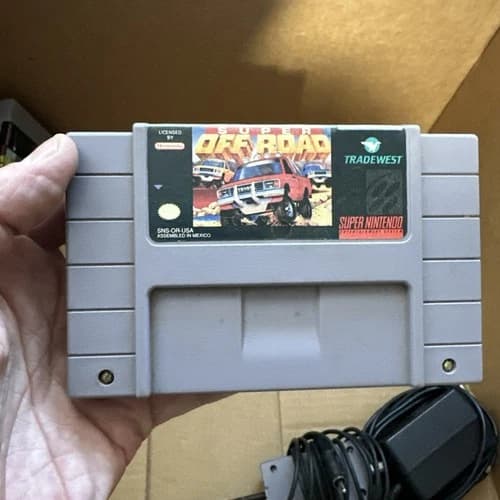 LICENSED
BY
Nintendo
SUPER
OFF ROAD
TRADEWEST
SUPER NINTENDO
ENTERTAINMENT SYSTEM
SNS-OR-USA
ASSEMBLED IN MEXICO